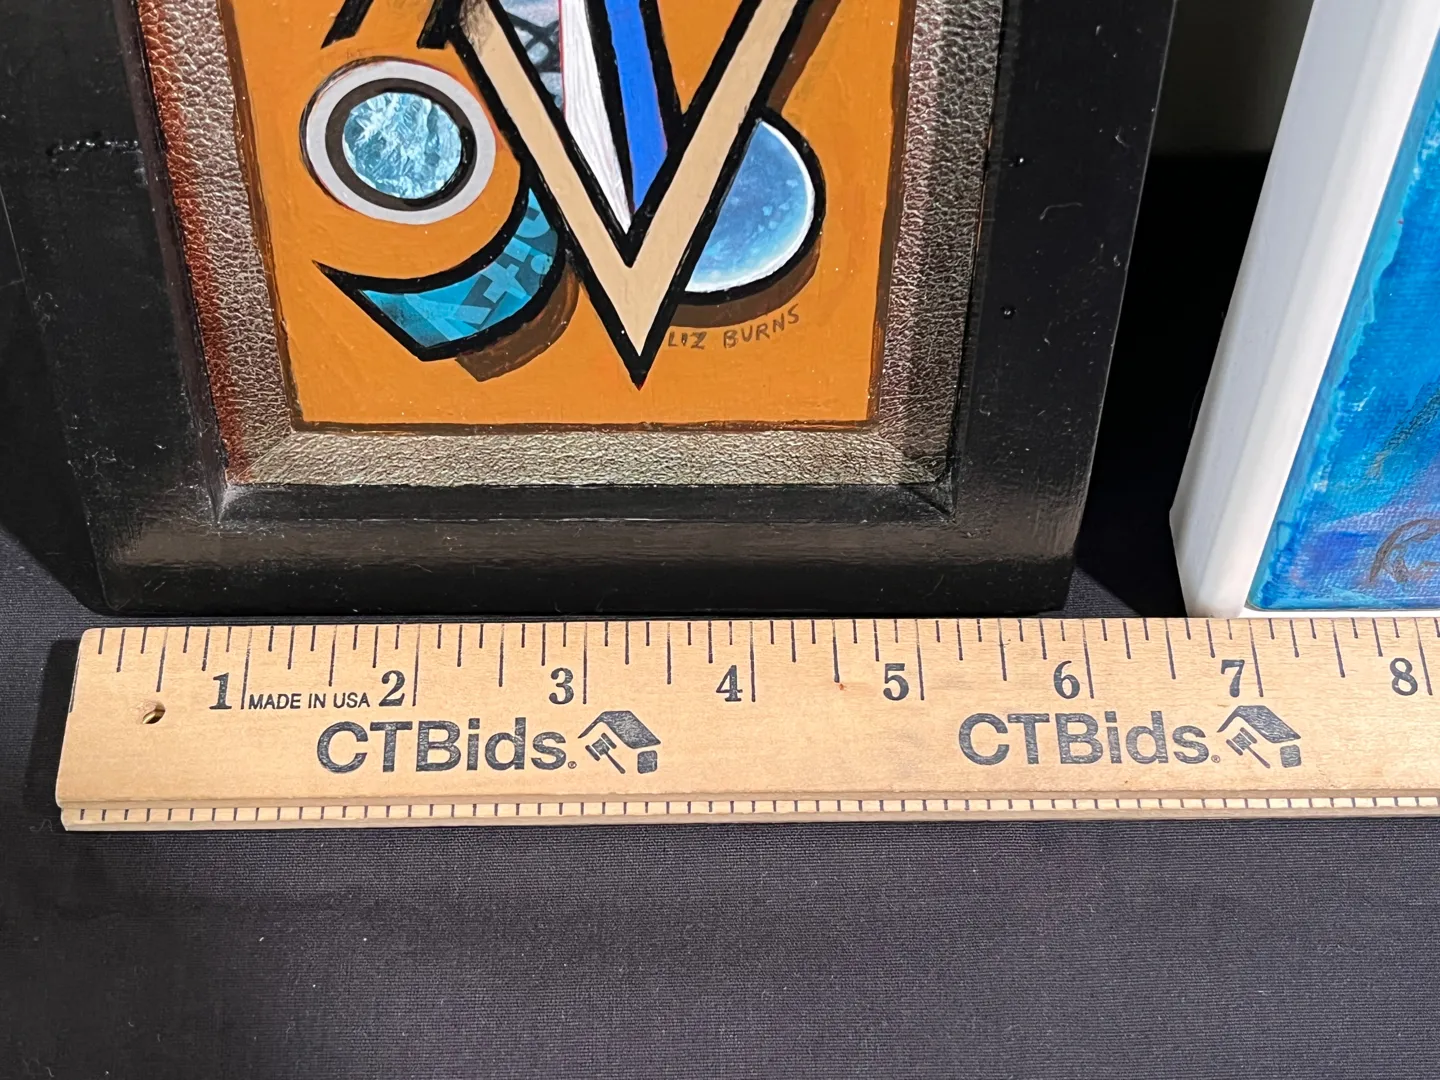 LIZ BURNS
1 MADE IN USA 2 3 4 5 6 7 8
CTBids. CTBids.